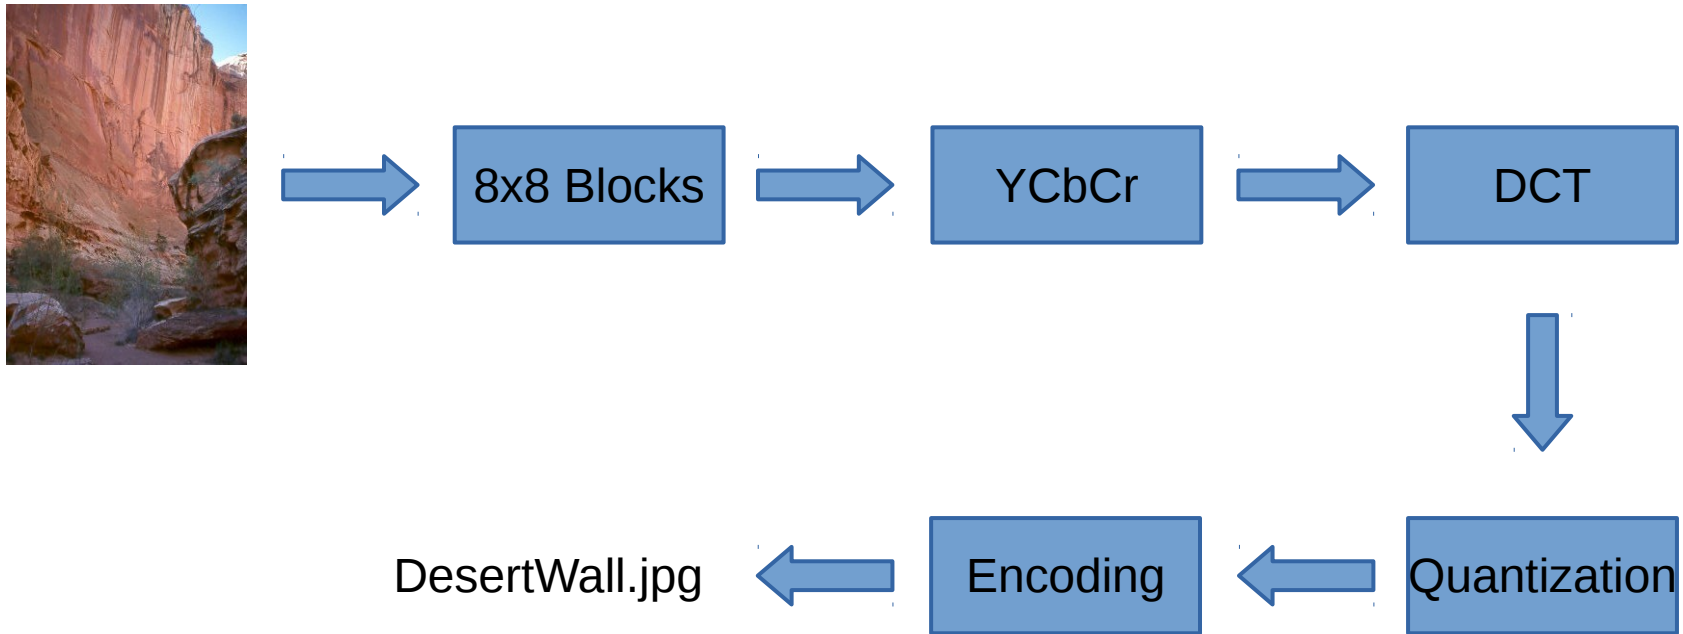 8x8 Blocks
YCbCr
DCT
Quantization
Encoding
DesertWall.jpg